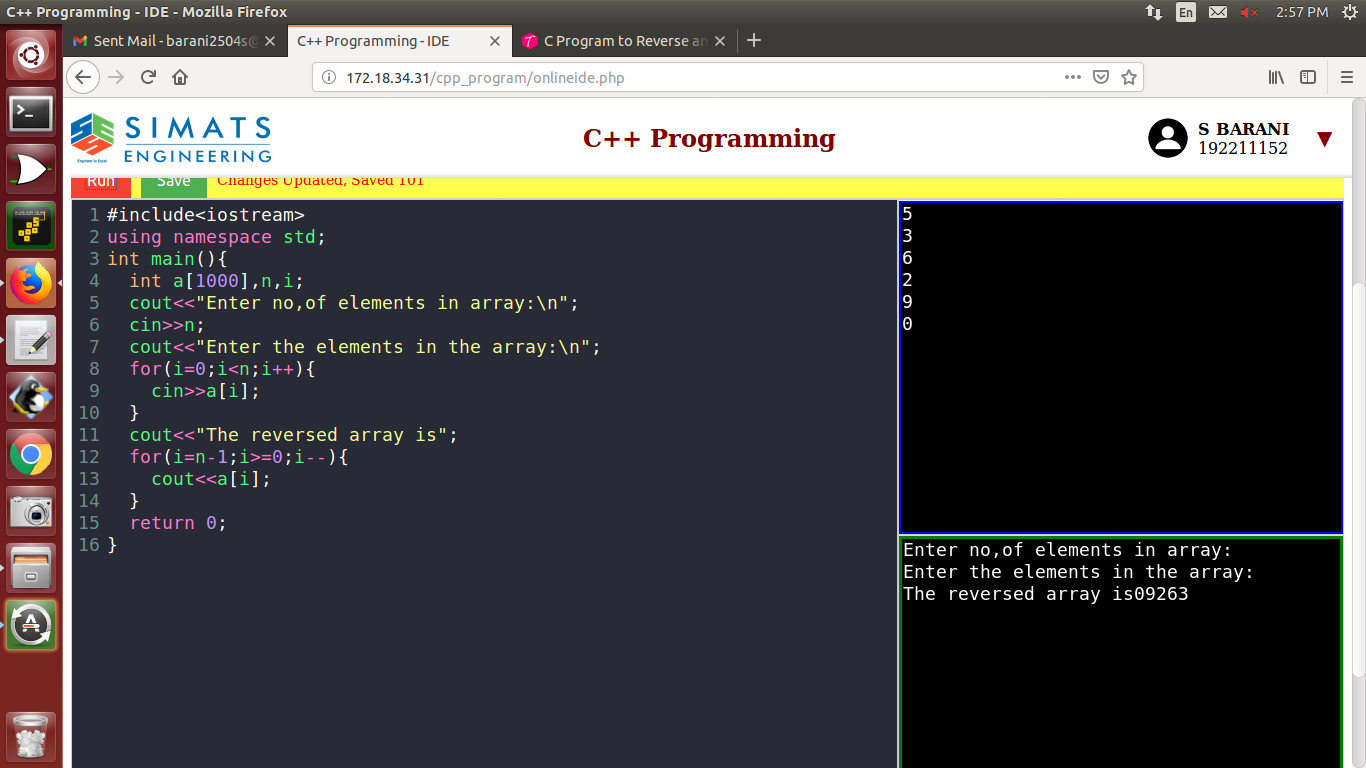 C++ Programming - IDE - Mozilla Firefox
En
2:57 PM
Sent Mail - barani2504s@
C++ Programming - IDE
C Program to Reverse an
172.18.34.31/cpp_program/onlineide.php
SIMATS
ENGINEERING
Engineer to Excel
C++ Programming
S BARANI
192211152
Run
Save
Changes Updated, Saved 101
1 #include<iostream>
2 using namespace std;
3 int main(){
4 int a[1000],n,i;
5 cout<<"Enter no,of elements in array:\n";
6 cin>>n;
7 cout<<"Enter the elements in the array:\n";
8 for(i=0;i<n;i++){
9 cin>>a[i];
10 }
11 cout<<"The reversed array is";
12 for(i=n-1;i>=0;i--){
13 cout<<a[i];
14 }
15 return 0;
16 }
5
3
6
2
9
0
Enter no,of elements in array:
Enter the elements in the array:
The reversed array is09263